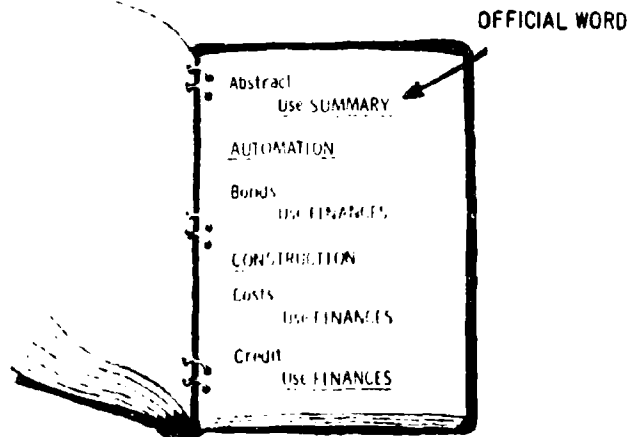 OFFICIAL WORD
Abstract
Use SUMMARY
AUTOMATION
Bonds
Use FINANCES
CONSTRUCTION
Costs
Use FINANCES
Credit
Use FINANCES